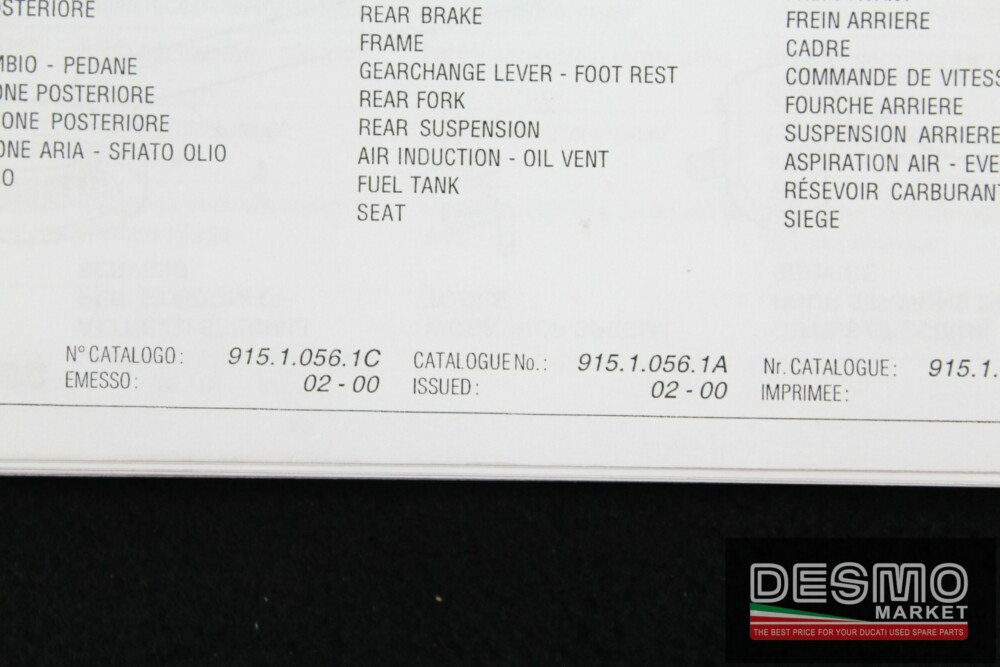 OSTERIORE
MBIO - PEDANE
ONE POSTERIORE
IONE POSTERIORE
ONE ARIA - SFIATO OLIO
O
REAR BRAKE
FRAME
GEARCHANGE LEVER - FOOT REST
REAR FORK
REAR SUSPENSION
AIR INDUCTION - OIL VENT
FUEL TANK
SEAT
FREIN ARRIERE
CADRE
COMMANDE DE VITESS
FOURCHE ARRIERE
SUSPENSION ARRIERE
ASPIRATION AIR - EVE
RÉSEVOIR CARBURANT
SIEGE
N° CATALOGO: 915.1.056.1C
EMESSO: 02 - 00
CATALOGUE No.: 915.1.056.1A
ISSUED: 02 - 00
Nr. CATALOGUE: 915.1.
IMPRIMEE:
DESMO
MARKET
THE BEST PRICE FOR YOUR DUCATI USED SPARE PARTS